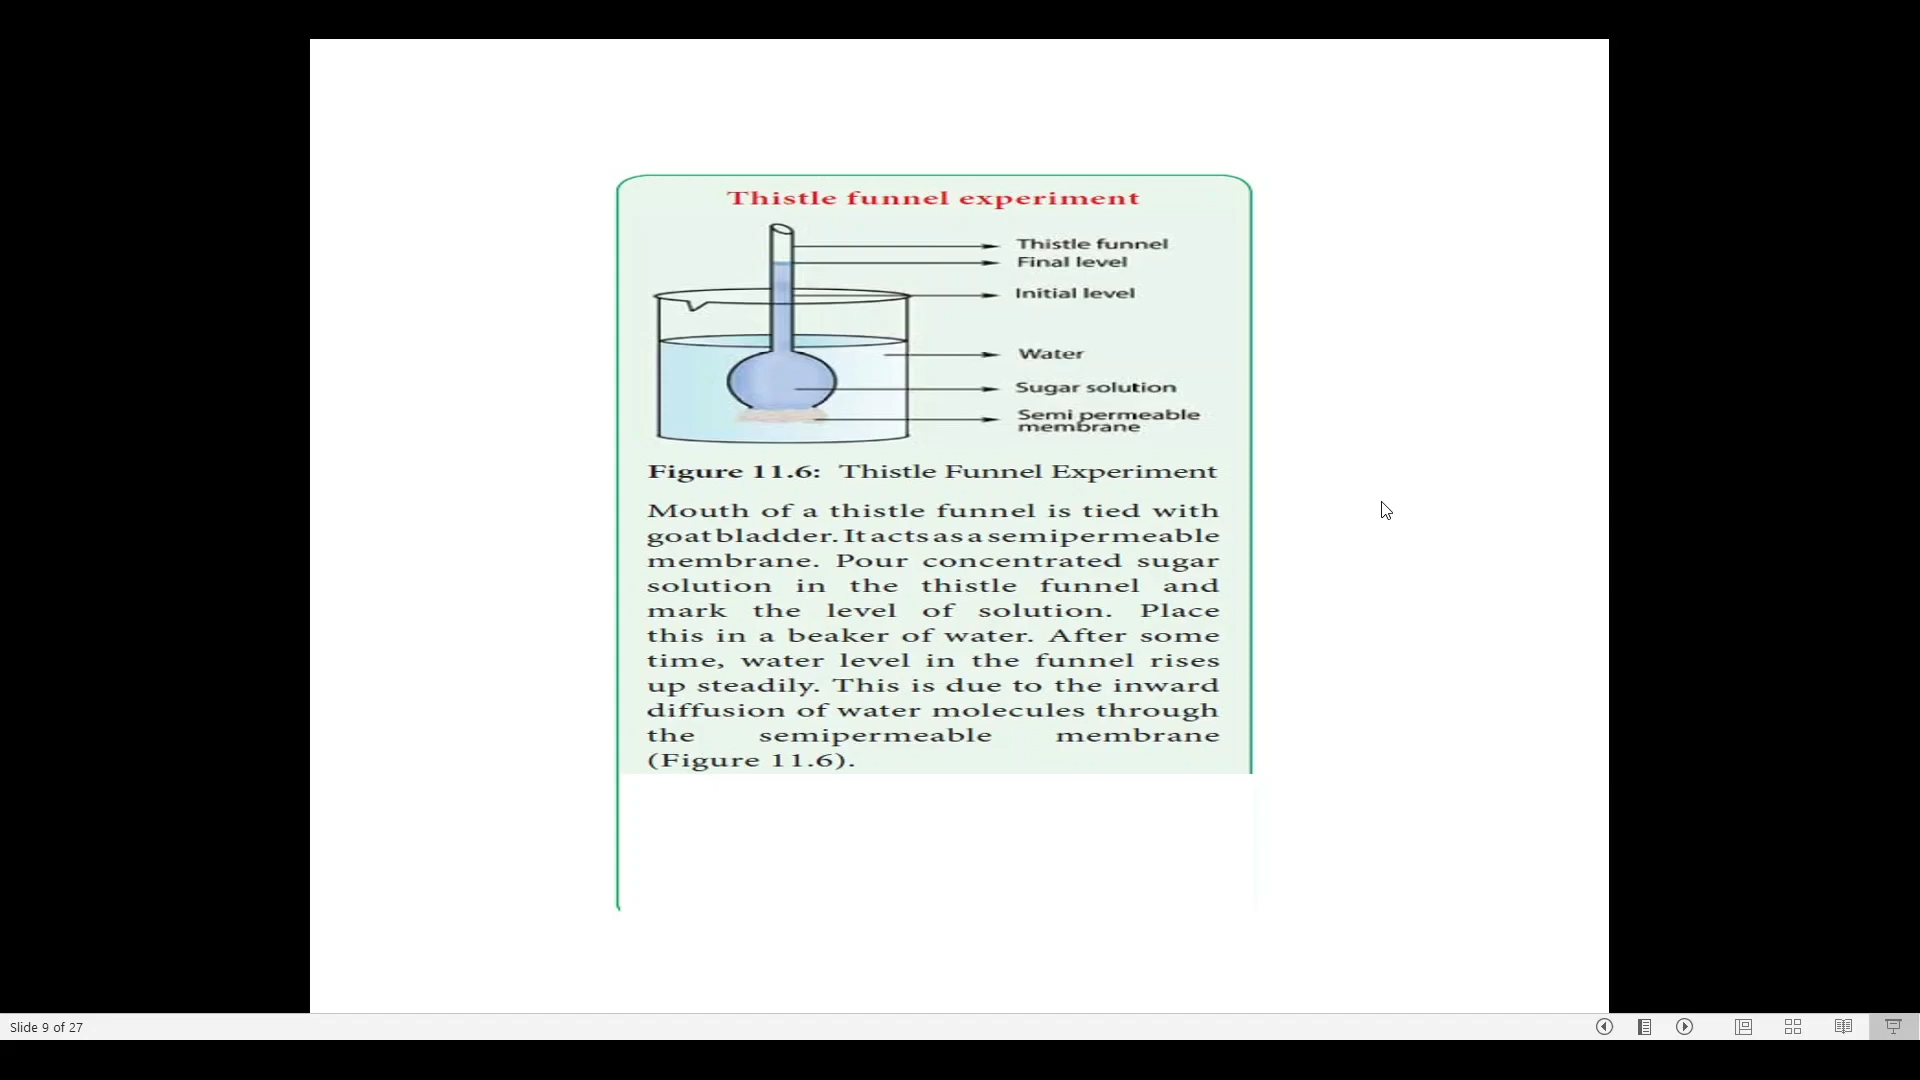 Thistle funnel experiment
Thistle funnel
Final level
Initial level
Water
Sugar solution
Semi permeable
membrane
Figure 11.6: Thistle Funnel Experiment
Mouth of a thistle funnel is tied with
goat bladder. It acts as a semipermeable
membrane. Pour concentrated sugar
solution in the thistle funnel and
mark the level of solution. Place
this in a beaker of water. After some
time, water level in the funnel rises
up steadily. This is due to the inward
diffusion of water molecules through
the semipermeable membrane
(Figure 11.6).
Slide 9 of 27